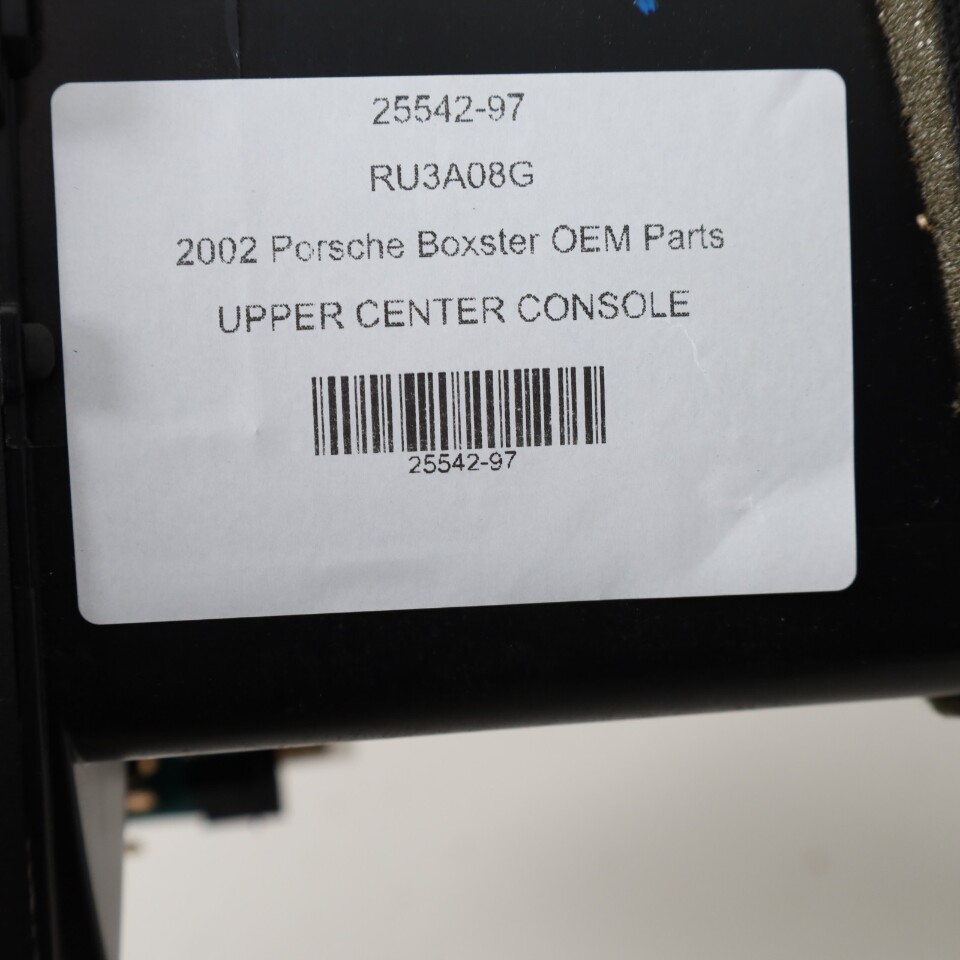 25542-97
RU3A08G
2002 Porsche Boxster OEM Parts
UPPER CENTER CONSOLE
25542-97